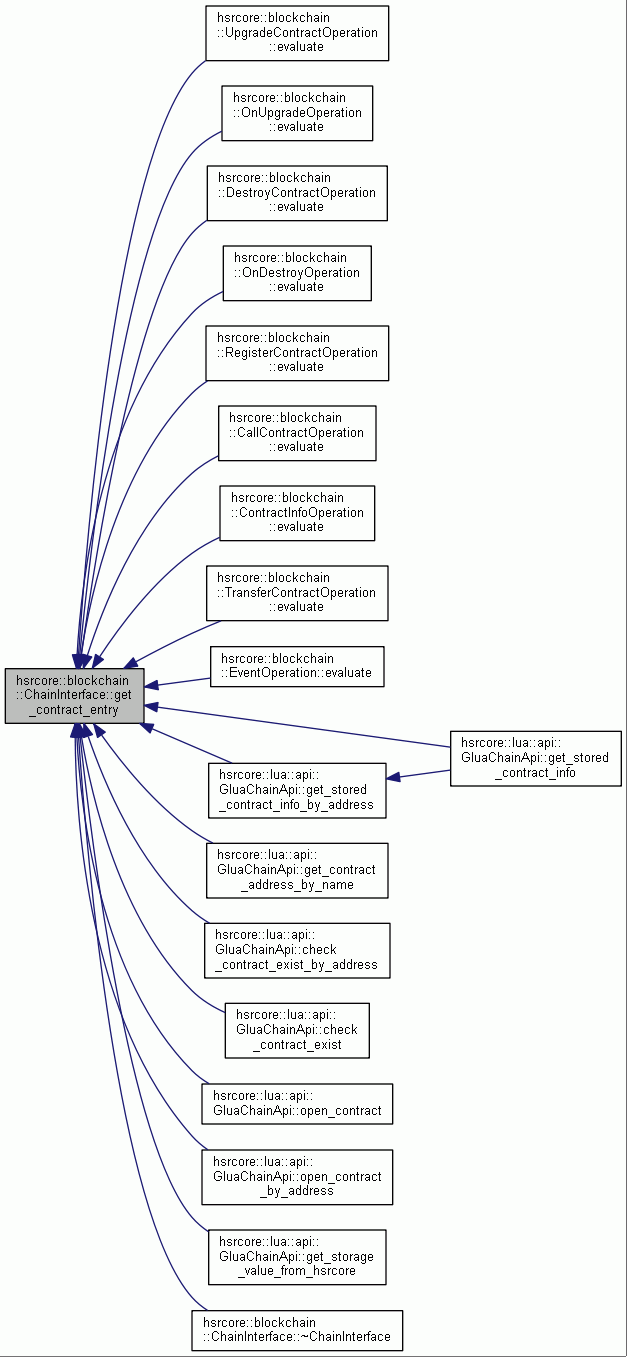 hsrcore::blockchain
::UpgradeContractOperation
::evaluate
hsrcore::blockchain
::OnUpgradeOperation
::evaluate
hsrcore::blockchain
::DestroyContractOperation
::evaluate
hsrcore::blockchain
::OnDestroyOperation
::evaluate
hsrcore::blockchain
::RegisterContractOperation
::evaluate
hsrcore::blockchain
::CallContractOperation
::evaluate
hsrcore::blockchain
::ContractInfoOperation
::evaluate
hsrcore::blockchain
::TransferContractOperation
::evaluate
hsrcore::blockchain
::EventOperation::evaluate
hsrcore::blockchain
::ChainInterface::get
_contract_entry
hsrcore::lua::api::
GluaChainApi::get_stored
_contract_info
hsrcore::lua::api::
GluaChainApi::get_stored
_contract_info_by_address
hsrcore::lua::api::
GluaChainApi::get_contract
_address_by_name
hsrcore::lua::api::
GluaChainApi::check
_contract_exist_by_address
hsrcore::lua::api::
GluaChainApi::check
_contract_exist
hsrcore::lua::api::
GluaChainApi::open_contract
hsrcore::lua::api::
GluaChainApi::open_contract
_by_address
hsrcore::lua::api::
GluaChainApi::get_storage
_value_from_hsrcore
hsrcore::blockchain
::ChainInterface::~ChainInterface